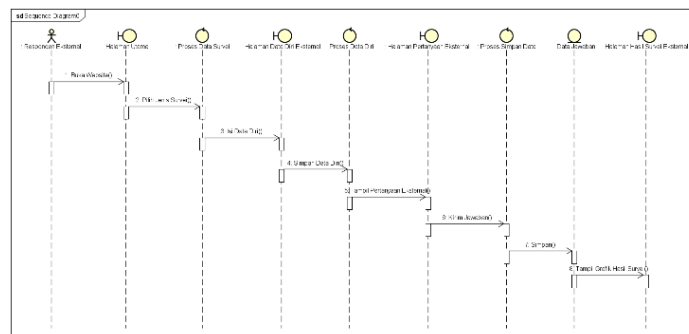 sd Sequence Diagram0
: Responden Eksternal
Halaman Utama
Proses Data Survei
Halaman Data Diri Eksternal
Proses Data Diri
Halaman Pertanyaan Eksternal
: Proses Simpan Data
Data Jawaban
Halaman Hasil Survei Eksternal
1: Buka Website()
2: Pilih Jenis Survei()
3: Isi Data Diri()
4: Simpan Data Diri()
5: Tampil Pertanyaan Eksternal()
6: Kirim Jawaban()
7: Simpan()
8: Tampil Grafik Hasil Survei()